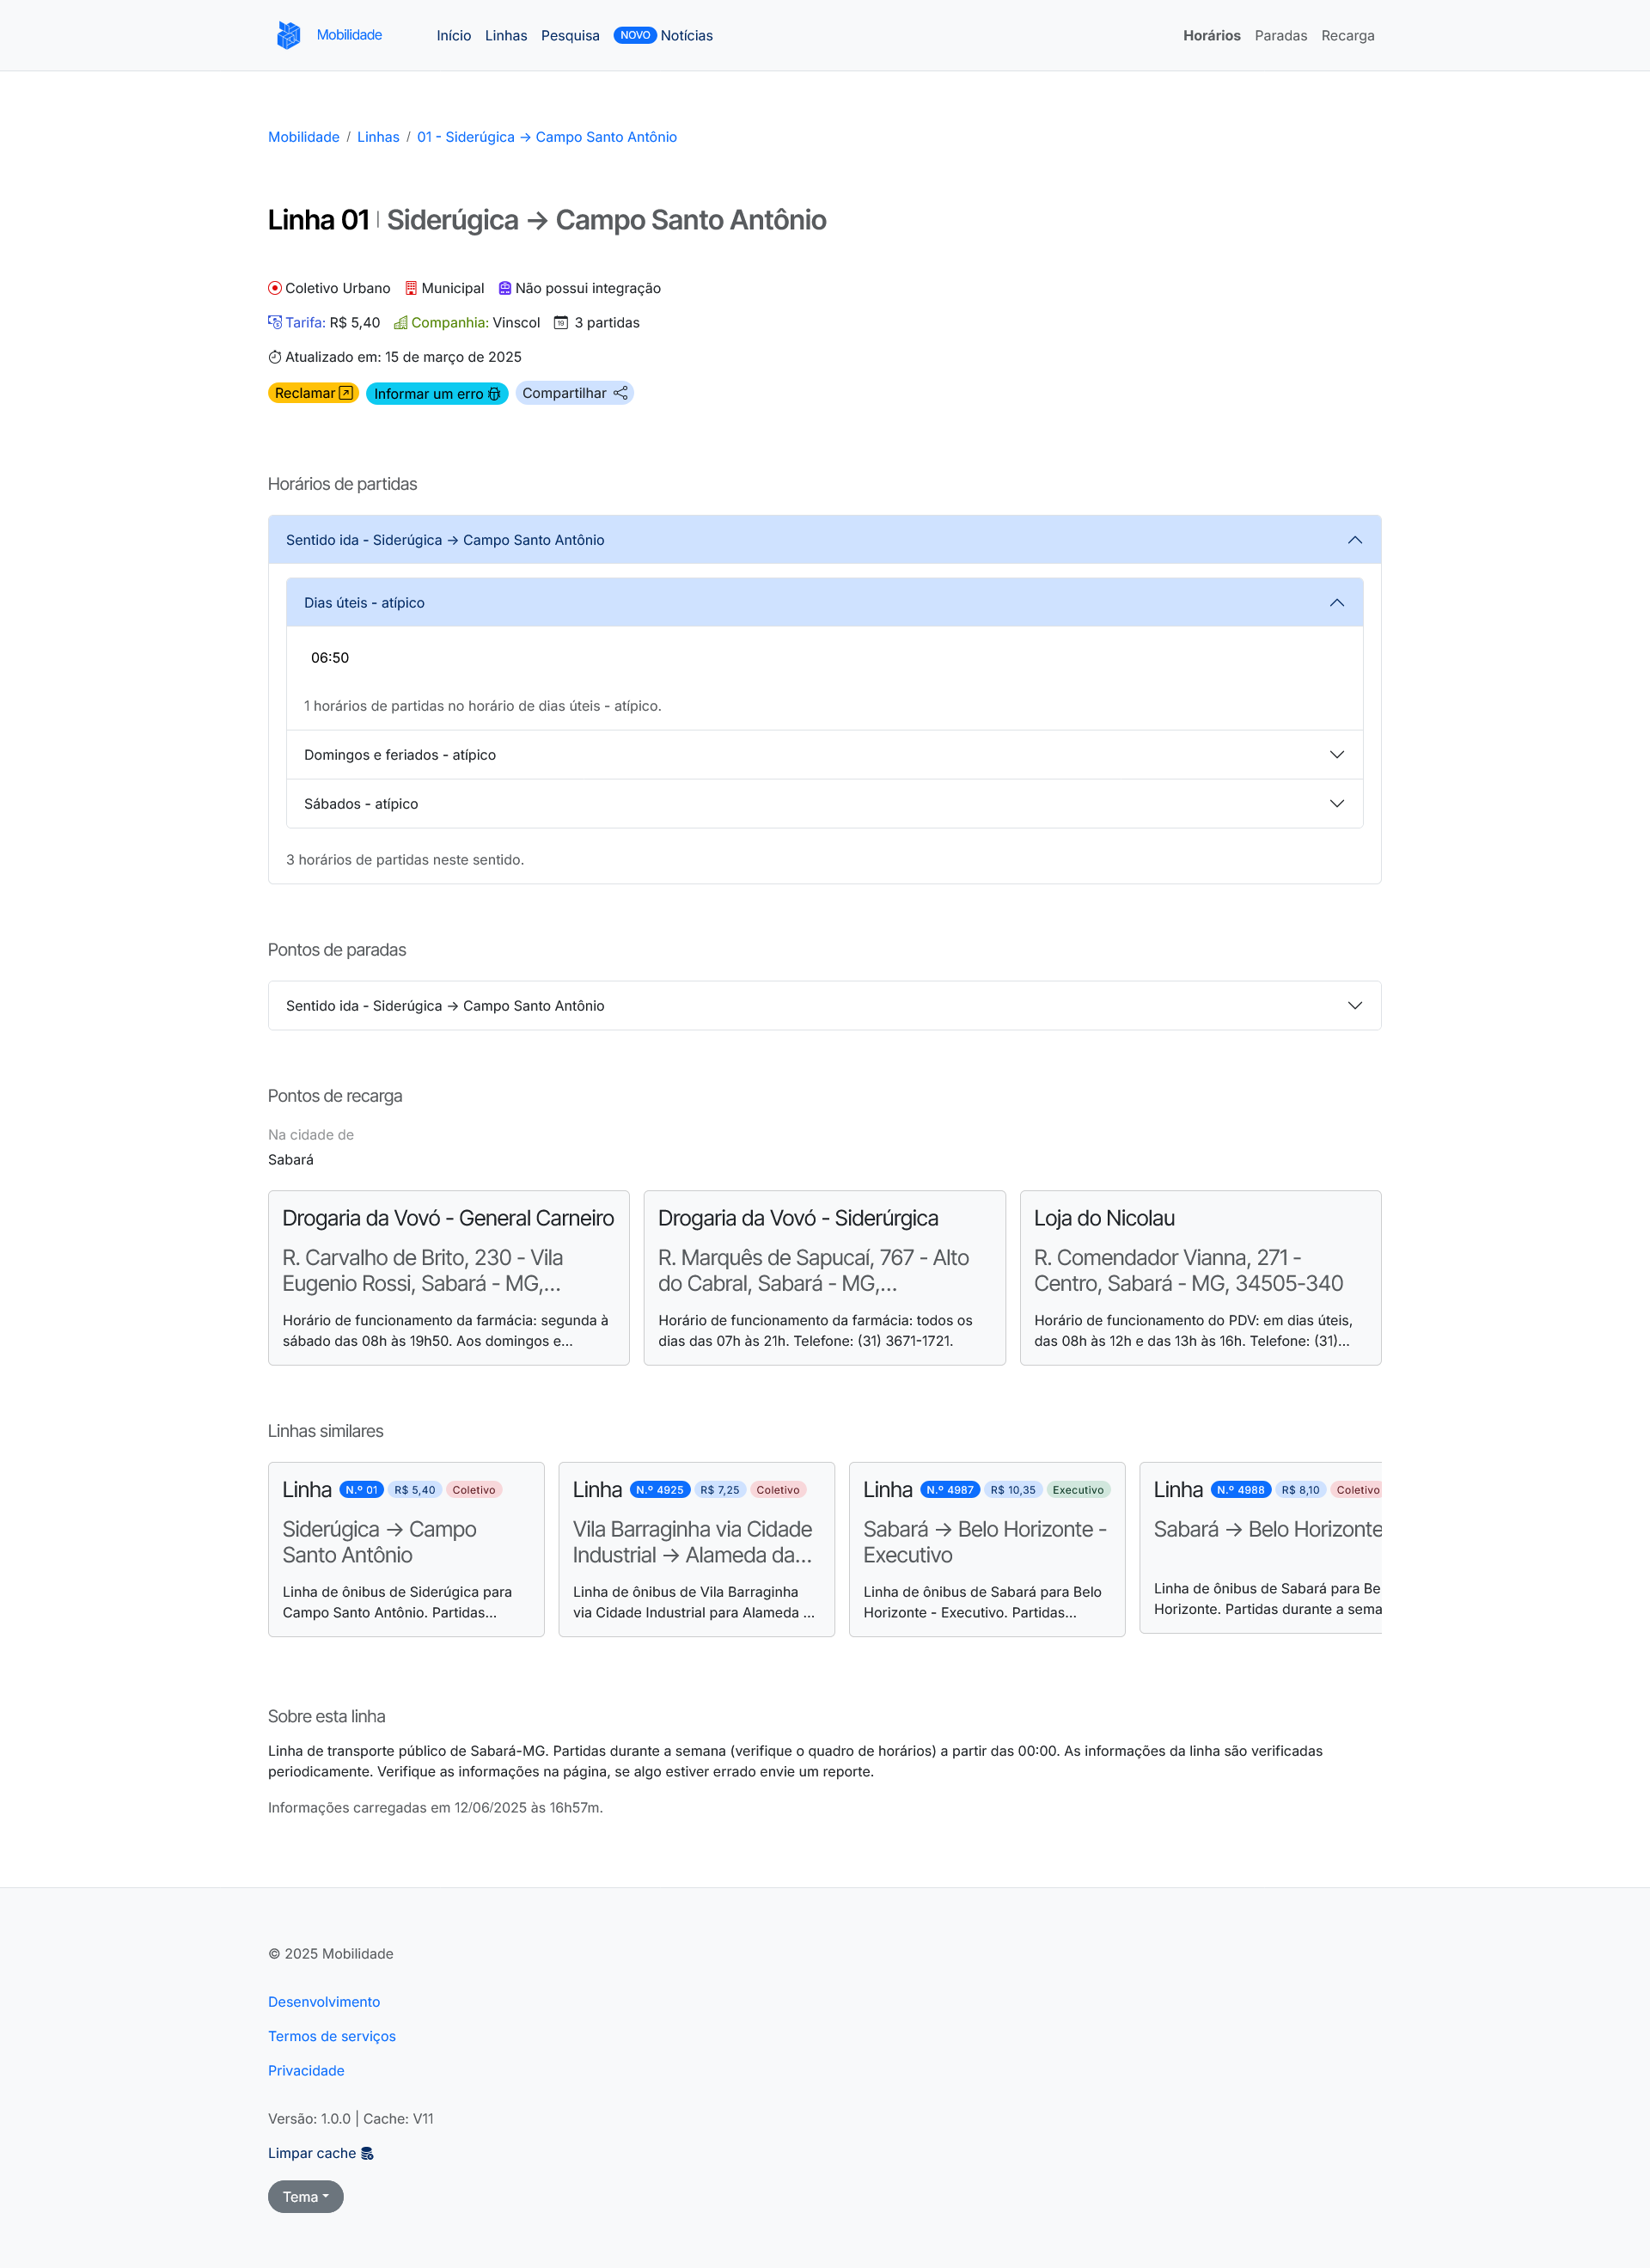 Mobilidade Início Linhas Pesquisa NOVO Notícias Horários Paradas Recarga
Mobilidade / Linhas / 01 - Siderúgica → Campo Santo Antônio
Linha 01 | Siderúgica → Campo Santo Antônio
Coletivo Urbano Municipal Não possui integração
Tarifa: R$ 5,40 Companhia: Vinscol 19 3 partidas
Atualizado em: 15 de março de 2025
Reclamar Informar um erro Compartilhar
Horários de partidas
Sentido ida - Siderúgica → Campo Santo Antônio
Dias úteis - atípico
06:50
1 horários de partidas no horário de dias úteis - atípico.
Domingos e feriados - atípico
Sábados - atípico
3 horários de partidas neste sentido.
Pontos de paradas
Sentido ida - Siderúgica → Campo Santo Antônio
Pontos de recarga
Na cidade de
Sabará
Drogaria da Vovó - General Carneiro
R. Carvalho de Brito, 230 - Vila
Eugenio Rossi, Sabará - MG,...
Horário de funcionamento da farmácia: segunda à
sábado das 08h às 19h50. Aos domingos e...
Drogaria da Vovó - Siderúrgica
R. Marquês de Sapucaí, 767 - Alto
do Cabral, Sabará - MG,...
Horário de funcionamento da farmácia: todos os
dias das 07h às 21h. Telefone: (31) 3671-1721.
Loja do Nicolau
R. Comendador Vianna, 271 -
Centro, Sabará - MG, 34505-340
Horário de funcionamento do PDV: em dias úteis,
das 08h às 12h e das 13h às 16h. Telefone: (31)...
Linhas similares
Linha N.º 01 R$ 5,40 Coletivo
Siderúgica → Campo
Santo Antônio
Linha de ônibus de Siderúgica para
Campo Santo Antônio. Partidas...
Linha N.º 4925 R$ 7,25 Coletivo
Vila Barraginha via Cidade
Industrial → Alameda da...
Linha de ônibus de Vila Barraginha
via Cidade Industrial para Alameda ...
Linha N.º 4987 R$ 10,35 Executivo
Sabará → Belo Horizonte -
Executivo
Linha de ônibus de Sabará para Belo
Horizonte - Executivo. Partidas...
Linha N.º 4988 R$ 8,10 Coletivo
Sabará → Belo Horizonte
Linha de ônibus de Sabará para Be
Horizonte. Partidas durante a sema
Sobre esta linha
Linha de transporte público de Sabará-MG. Partidas durante a semana (verifique o quadro de horários) a partir das 00:00. As informações da linha são verificadas
periodicamente. Verifique as informações na página, se algo estiver errado envie um reporte.
Informações carregadas em 12/06/2025 às 16h57m.
© 2025 Mobilidade
Desenvolvimento
Termos de serviços
Privacidade
Versão: 1.0.0 | Cache: V11
Limpar cache
Tema